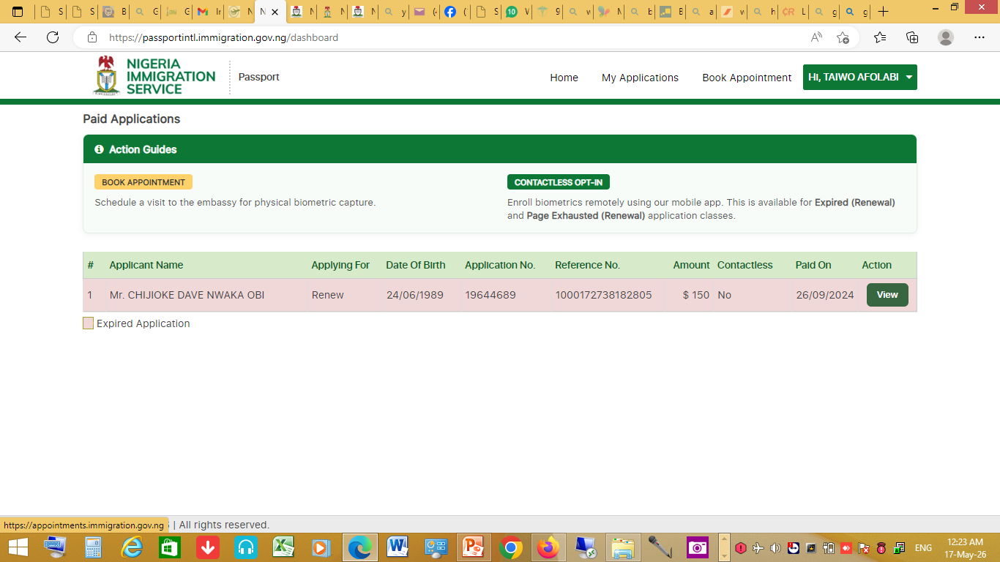 S
S
B
G
G
Ir
N
N
N
N
N
y
(4
('
S
10
V
9
v
M
b
B
a
v
h
L
g
g
https://passportintl.immigration.gov.ng/dashboard
NIGERIA
IMMIGRATION
SERVICE
Passport
Home My Applications Book Appointment HI, TAIWO AFOLABI
Paid Applications
Action Guides
BOOK APPOINTMENT
Schedule a visit to the embassy for physical biometric capture.
CONTACTLESS OPT-IN
Enroll biometrics remotely using our mobile app. This is available for Expired (Renewal)
and Page Exhausted (Renewal) application classes.
# Applicant Name Applying For Date Of Birth Application No. Reference No. Amount Contactless Paid On Action
1 Mr. CHIJIOKE DAVE NWAKA OBI Renew 24/06/1989 19644689 1000172738182805 $ 150 No 26/09/2024 View
Expired Application
https://appointments.immigration.gov.ng | All rights reserved.
ENG
12:23 AM
17-May-26